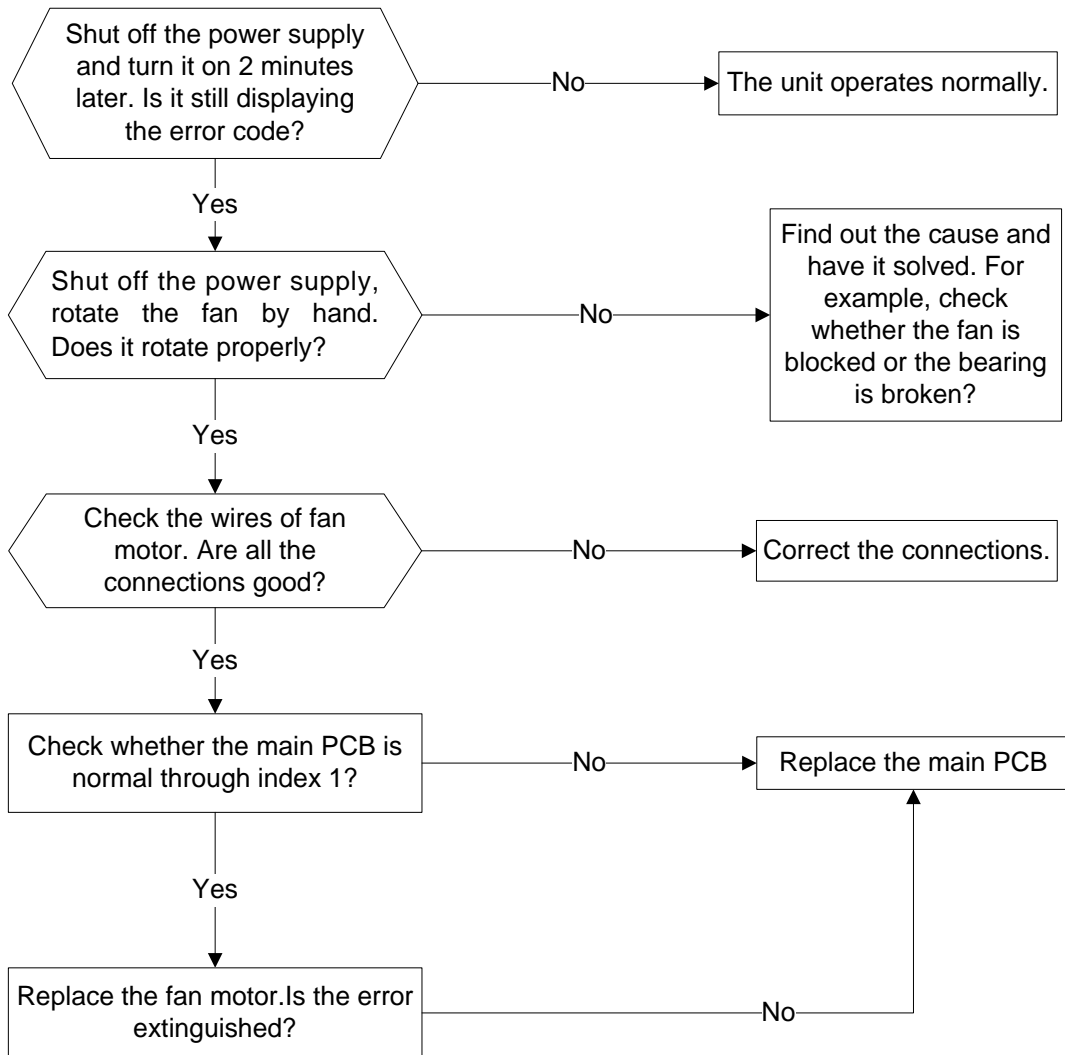 Shut off the power supply
and turn it on 2 minutes
later. Is it still displaying
the error code?
No
The unit operates normally.
Yes
Shut off the power supply,
rotate the fan by hand.
Does it rotate properly?
No
Find out the cause and
have it solved. For
example, check
whether the fan is
blocked or the bearing
is broken?
Yes
Check the wires of fan
motor. Are all the
connections good?
No
Correct the connections.
Yes
Check whether the main PCB is
normal through index 1?
No
Replace the main PCB
Yes
Replace the fan motor.Is the error
extinguished?
No